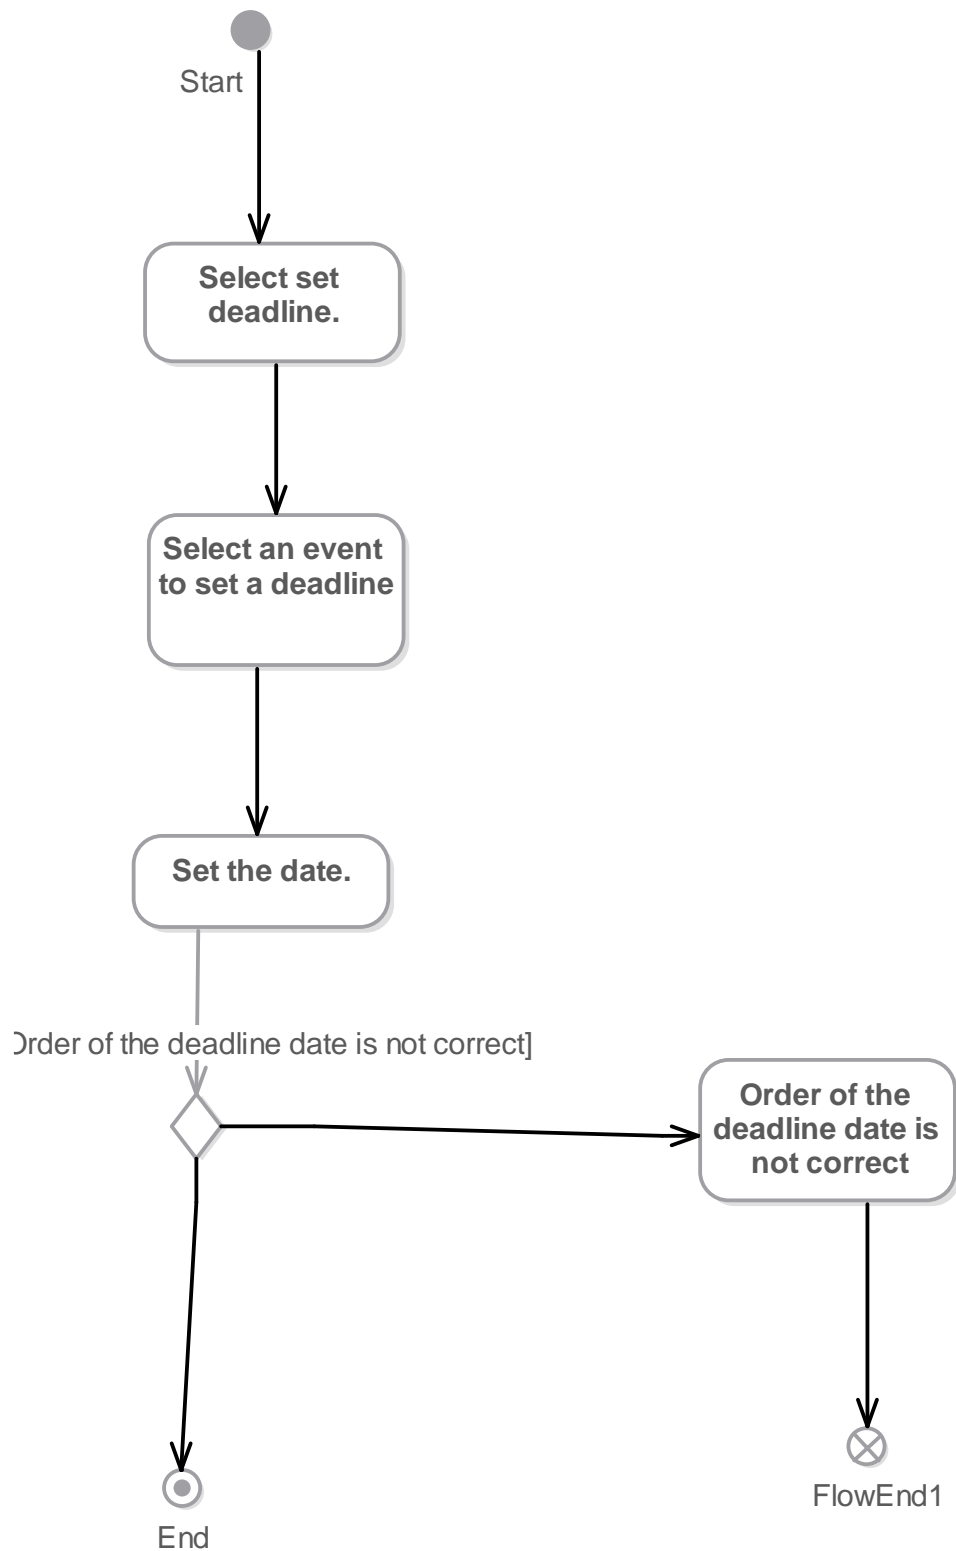 Start
Select set
deadline.
Select an event
to set a deadline
Set the date.
Order of the deadline date is not correct]
Order of the
deadline date is
not correct
FlowEnd1
End